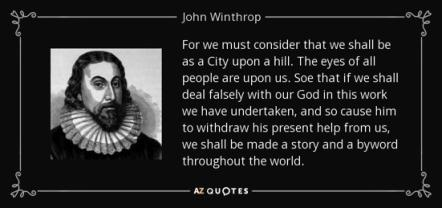 John Winthrop
For we must consider that we shall be
as a City upon a hill. The eyes of all
people are upon us. Soe that if we shall
deal falsely with our God in this work
we have undertaken, and so cause him
to withdraw his present help from us,
we shall be made a story and a byword
throughout the world.
AZ QUOTES